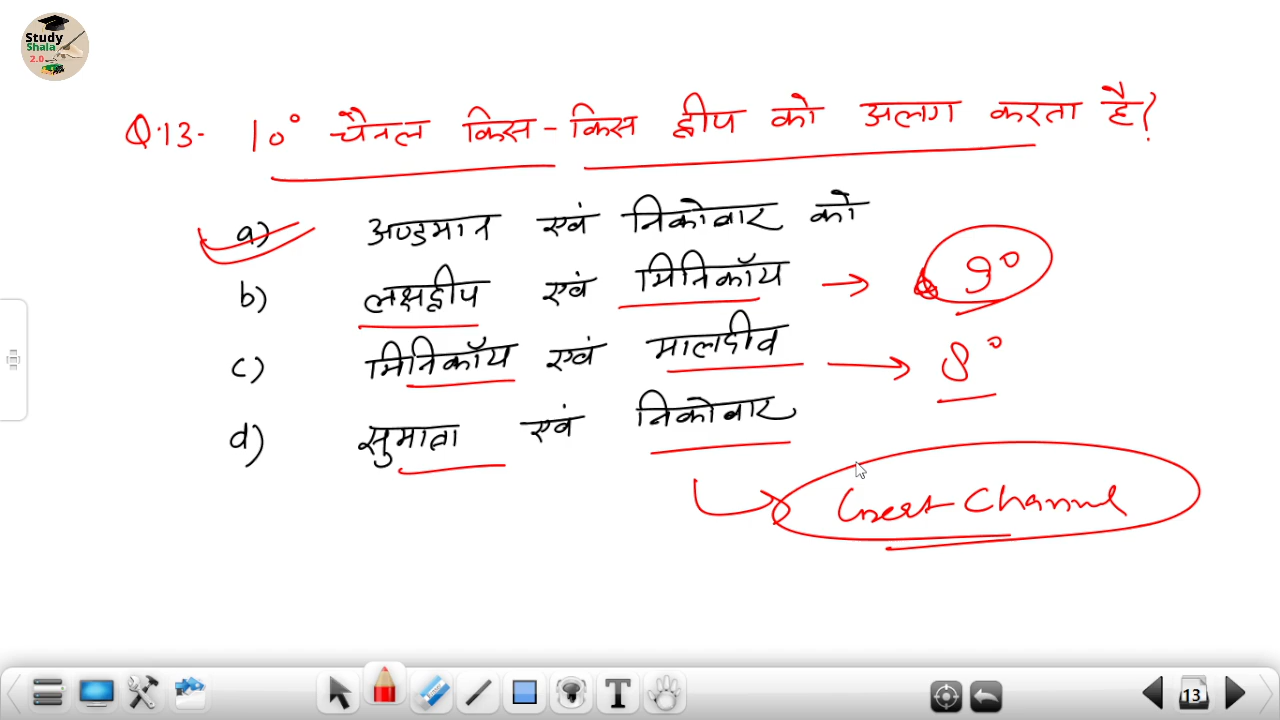 Study
Shala
2.0
Q.13- 10° चैनल किस-किस द्वीप को अलग करता है?
a) अण्डमान एवं निकोबार को
b) लक्षद्वीप एवं मिनिकॉय → 9°
c) मिनिकॉय एवं मालदीव → 8°
d) सुमात्रा एवं निकोबार
Great Channel
T
13